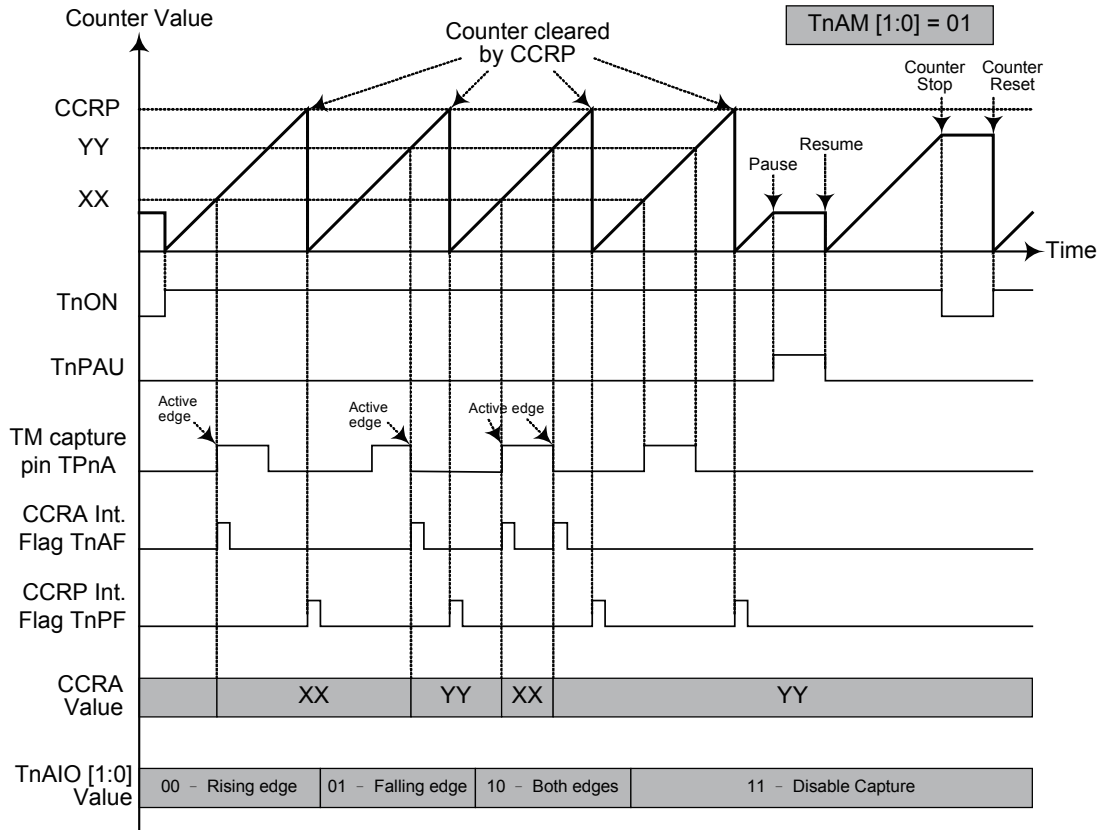 Counter Value
TnAM [1:0] = 01
Counter cleared
by CCRP
Counter
Stop
Counter
Reset
CCRP
YY
XX
Pause
Resume
Time
TnON
TnPAU
Active
edge
Active
edge
Active edge
TM capture
pin TPnA
CCRA Int.
Flag TnAF
CCRP Int.
Flag TnPF
CCRA
Value
XX
YY
XX
YY
TnAIO [1:0]
Value
00 - Rising edge
01 - Falling edge
10 - Both edges
11 - Disable Capture